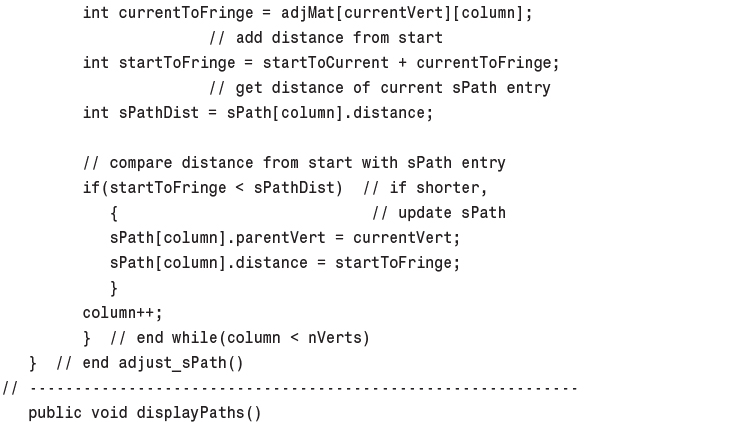 int currentToFringe = adjMat[currentVert][column];
// add distance from start
int startToFringe = startToCurrent + currentToFringe;
// get distance of current sPath entry
int sPathDist = sPath[column].distance;
// compare distance from start with sPath entry
if(startToFringe < sPathDist)  // if shorter,
{                            // update sPath
sPath[column].parentVert = currentVert;
sPath[column].distance = startToFringe;
}
column++;
}  // end while(column < nVerts)
}  // end adjust_sPath()
// -------------------------------------------------------------
public void displayPaths()